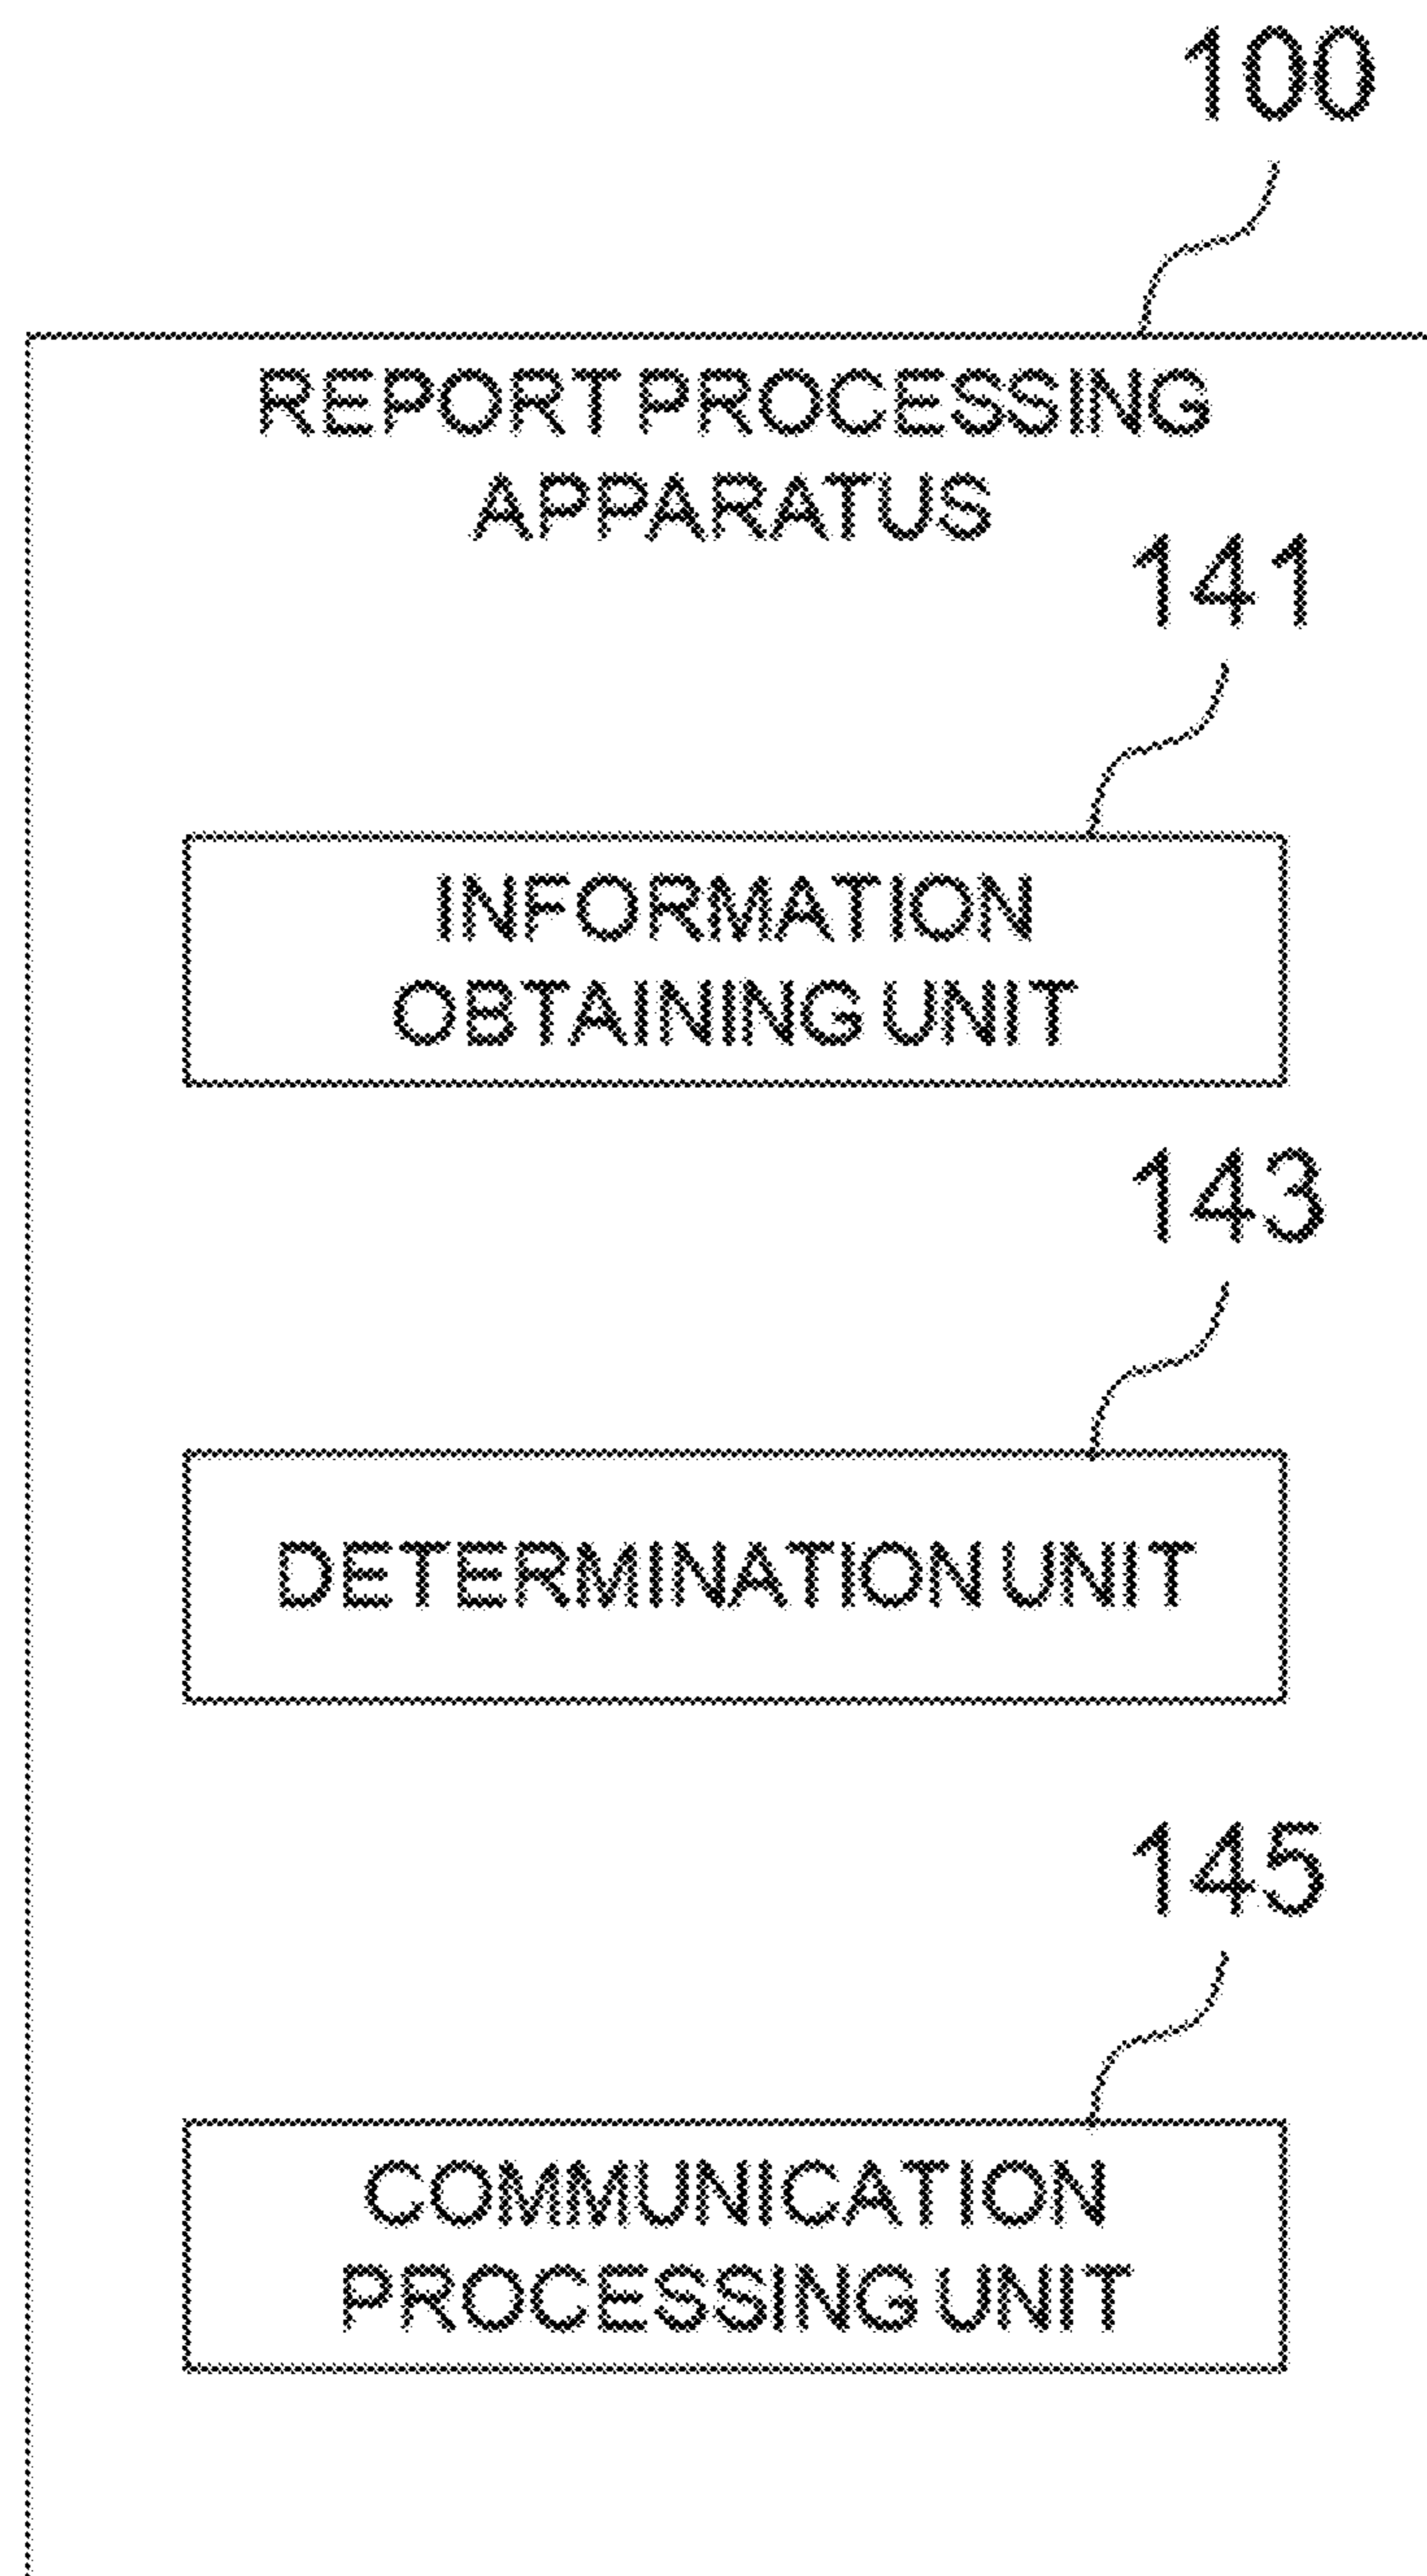 100
REPORT PROCESSING
APPARATUS
141
INFORMATION
OBTAINING UNIT
143
DETERMINATION UNIT
145
COMMUNICATION
PROCESSING UNIT